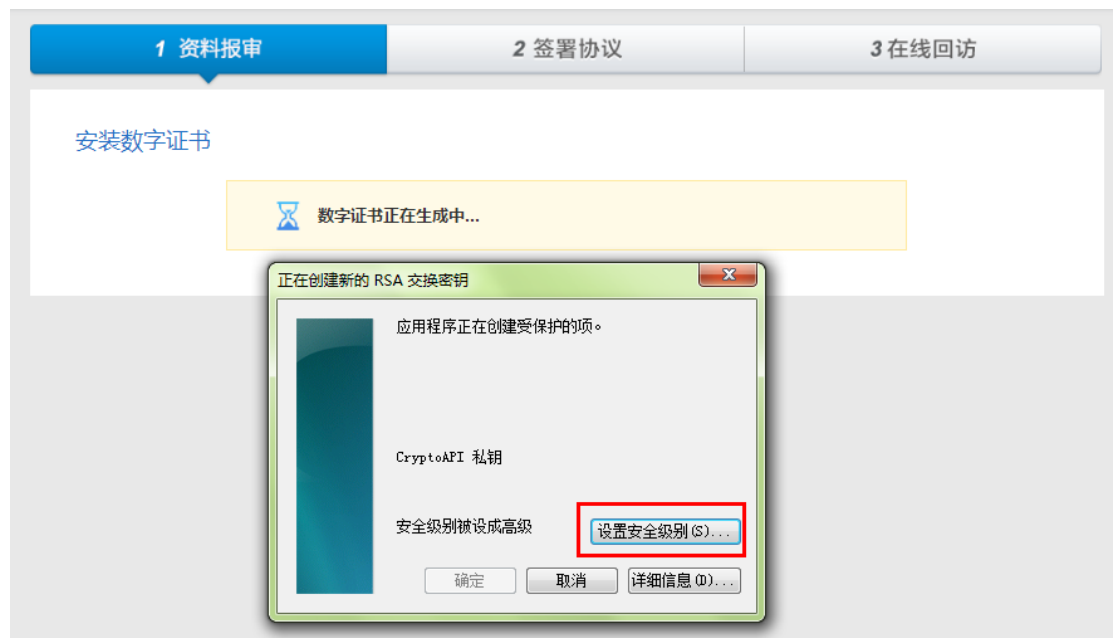 1 资料报审
2 签署协议
3 在线回访
安装数字证书
数字证书正在生成中...
正在创建新的 RSA 交换密钥
应用程序正在创建受保护的项。
CryptoAPI 私钥
安全级别被设成高级
设置安全级别(S)...
确定
取消
详细信息(D)...